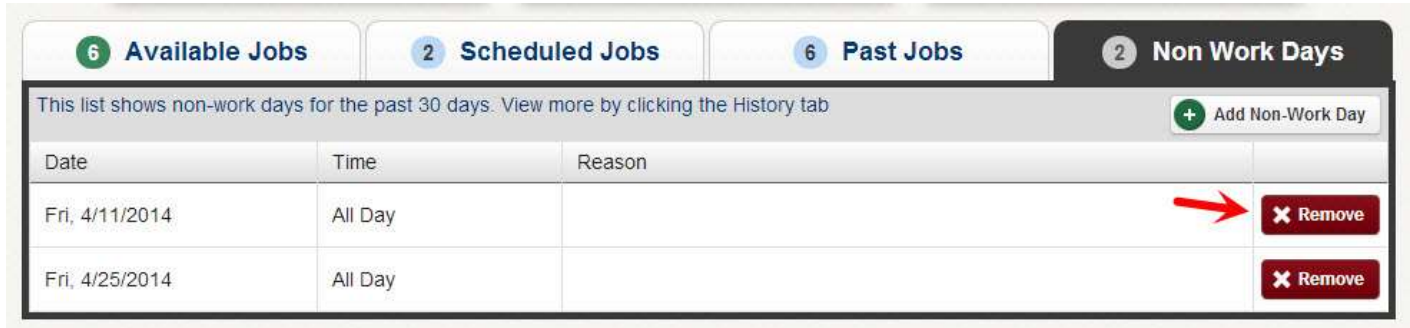 6 Available Jobs
2 Scheduled Jobs
6 Past Jobs
2 Non Work Days
This list shows non-work days for the past 30 days. View more by clicking the History tab
+ Add Non-Work Day
Date Time Reason
Fri, 4/11/2014 All Day Remove
Fri, 4/25/2014 All Day Remove